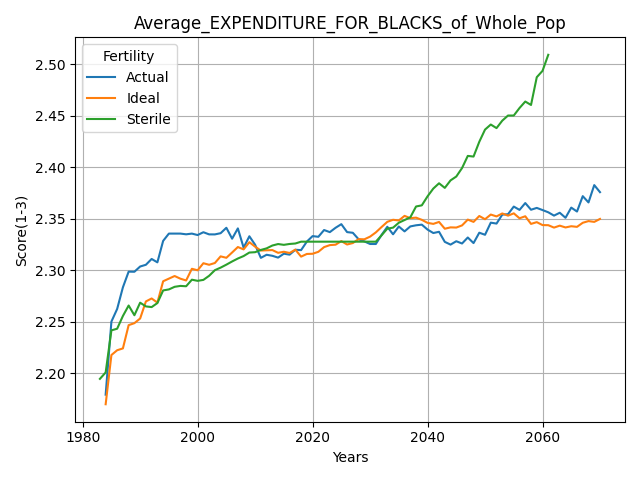 Average_EXPENDITURE_FOR_BLACKS_of_Whole_Pop
Fertility
Actual
Ideal
Sterile
2.50
2.45
2.40
2.35
2.30
2.25
2.20
Score(1-3)
1980
2000
2020
2040
2060
Years